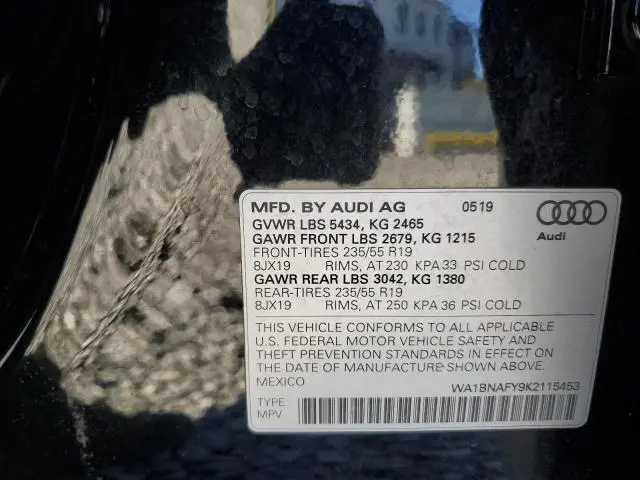 MFD. BY AUDI AG 0519
GVWR LBS 5434, KG 2465
GAWR FRONT LBS 2679, KG 1215
Audi
FRONT-TIRES 235/55 R19
8JX19 RIMS, AT 230 KPA 33 PSI COLD
GAWR REAR LBS 3042, KG 1380
REAR-TIRES 235/55 R19
8JX19 RIMS, AT 250 KPA 36 PSI COLD
THIS VEHICLE CONFORMS TO ALL APPLICABLE
U.S. FEDERAL MOTOR VEHICLE SAFETY AND
THEFT PREVENTION STANDARDS IN EFFECT ON
THE DATE OF MANUFACTURE SHOWN ABOVE.
MEXICO
WA1BNAFY9K2115453
TYPE:
MPV